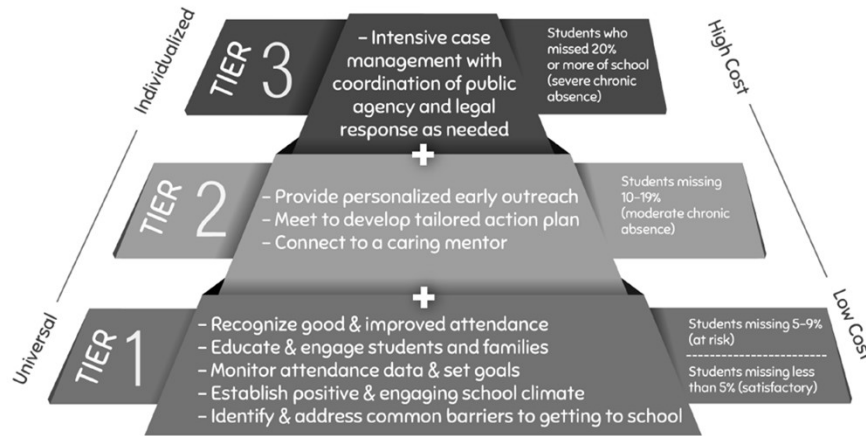 Individualized
High Cost
TIER 3
– Intensive case
management with
coordination of public
agency and legal
response as needed
Students who
missed 20%
or more of school
(severe chronic
absence)
+
TIER 2
– Provide personalized early outreach
– Meet to develop tailored action plan
– Connect to a caring mentor
Students missing
10-19%
(moderate chronic
absence)
+
Universal
Low Cost
TIER 1
– Recognize good & improved attendance
– Educate & engage students and families
– Monitor attendance data & set goals
– Establish positive & engaging school climate
– Identify & address common barriers to getting to school
Students missing 5-9%
(at risk)
Students missing less
than 5% (satisfactory)